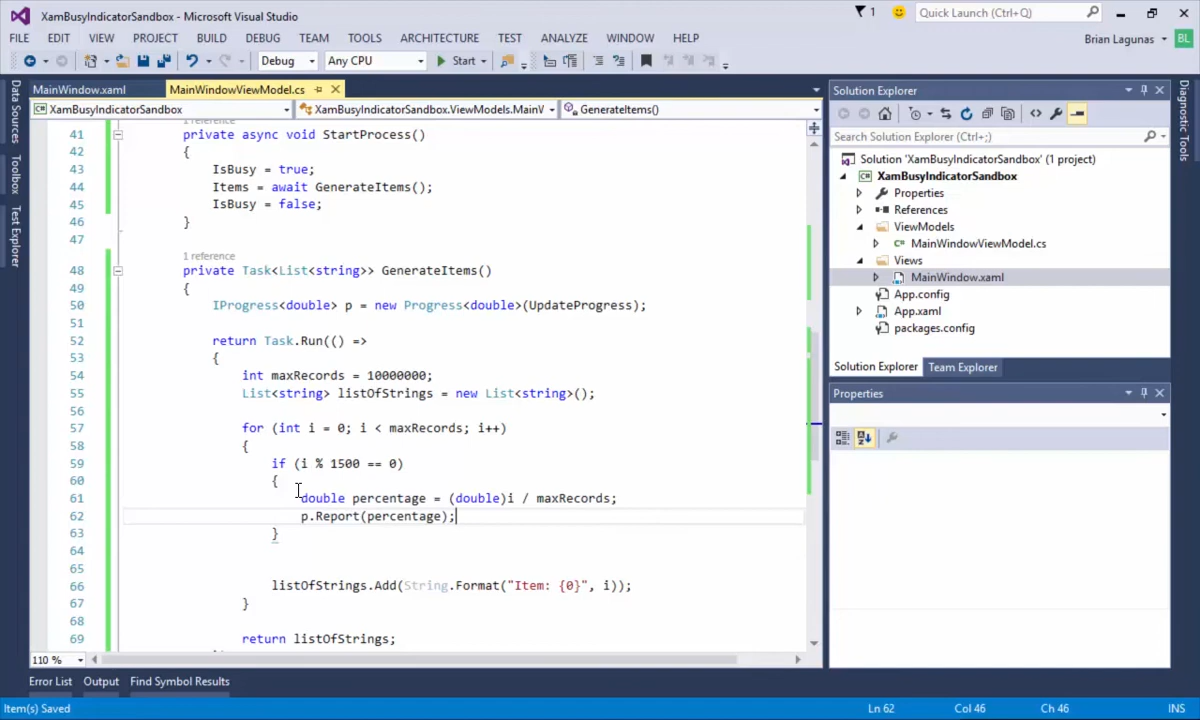 XamBusyIndicatorSandbox - Microsoft Visual Studio
1
Quick Launch (Ctrl+Q)
FILE EDIT VIEW PROJECT BUILD DEBUG TEAM TOOLS ARCHITECTURE TEST ANALYZE WINDOW HELP
Brian Lagunas
BL
Debug
Any CPU
Start
Data Sources
Toolbox
Test Explorer
MainWindow.xaml
MainWindowViewModel.cs
XamBusyIndicatorSandbox
XamBusyIndicatorSandbox.ViewModels.MainV
GenerateItems()
1 reference
41 private async void StartProcess()
42 {
43 IsBusy = true;
44 Items = await GenerateItems();
45 IsBusy = false;
46 }
47
1 reference
48 private Task<List<string>> GenerateItems()
49 {
50 IProgress<double> p = new Progress<double>(UpdateProgress);
51
52 return Task.Run(() =>
53 {
54 int maxRecords = 10000000;
55 List<string> listOfStrings = new List<string>();
56
57 for (int i = 0; i < maxRecords; i++)
58 {
59 if (i % 1500 == 0)
60 {
61 double percentage = (double)i / maxRecords;
62 p.Report(percentage);
63 }
64
65
66 listOfStrings.Add(String.Format("Item: {0}", i));
67 }
68
69 return listOfStrings;
110 %
Solution Explorer
Search Solution Explorer (Ctrl+;)
Solution 'XamBusyIndicatorSandbox' (1 project)
XamBusyIndicatorSandbox
Properties
References
ViewModels
MainWindowViewModel.cs
Views
MainWindow.xaml
App.config
App.xaml
packages.config
Solution Explorer
Team Explorer
Properties
Diagnostic Tools
Error List
Output
Find Symbol Results
Item(s) Saved
Ln 62
Col 46
Ch 46
INS